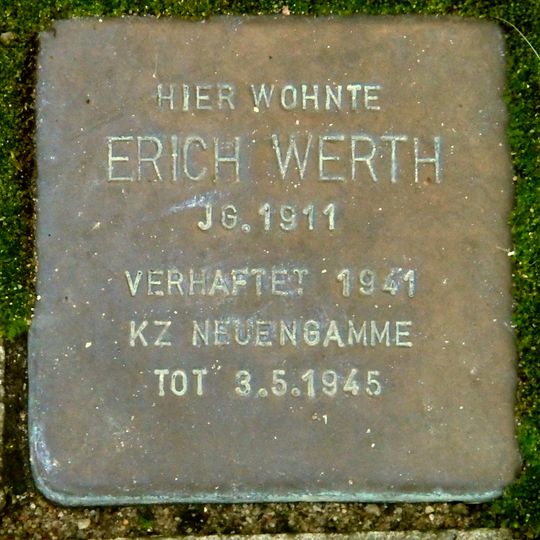 HIER WOHNTE
ERICH WERTH
JG. 1911
VERHAFTET 1941
KZ NEUENGAMME
TOT 3.5.1945